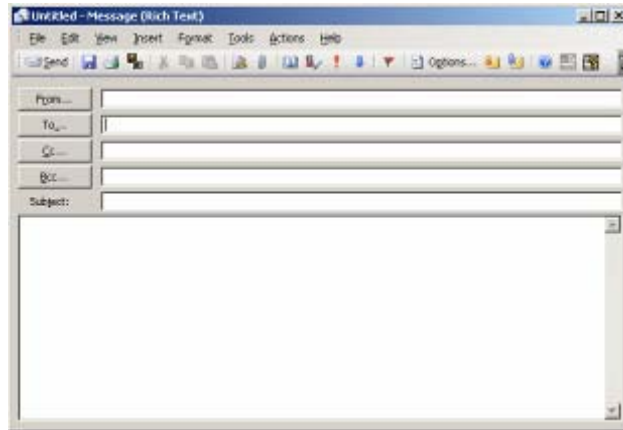 Untitled - Message (Rich Text)
File Edit View Insert Format Tools Actions Help
Send Options...
From...
To...
Cc...
Bcc...
Subject: